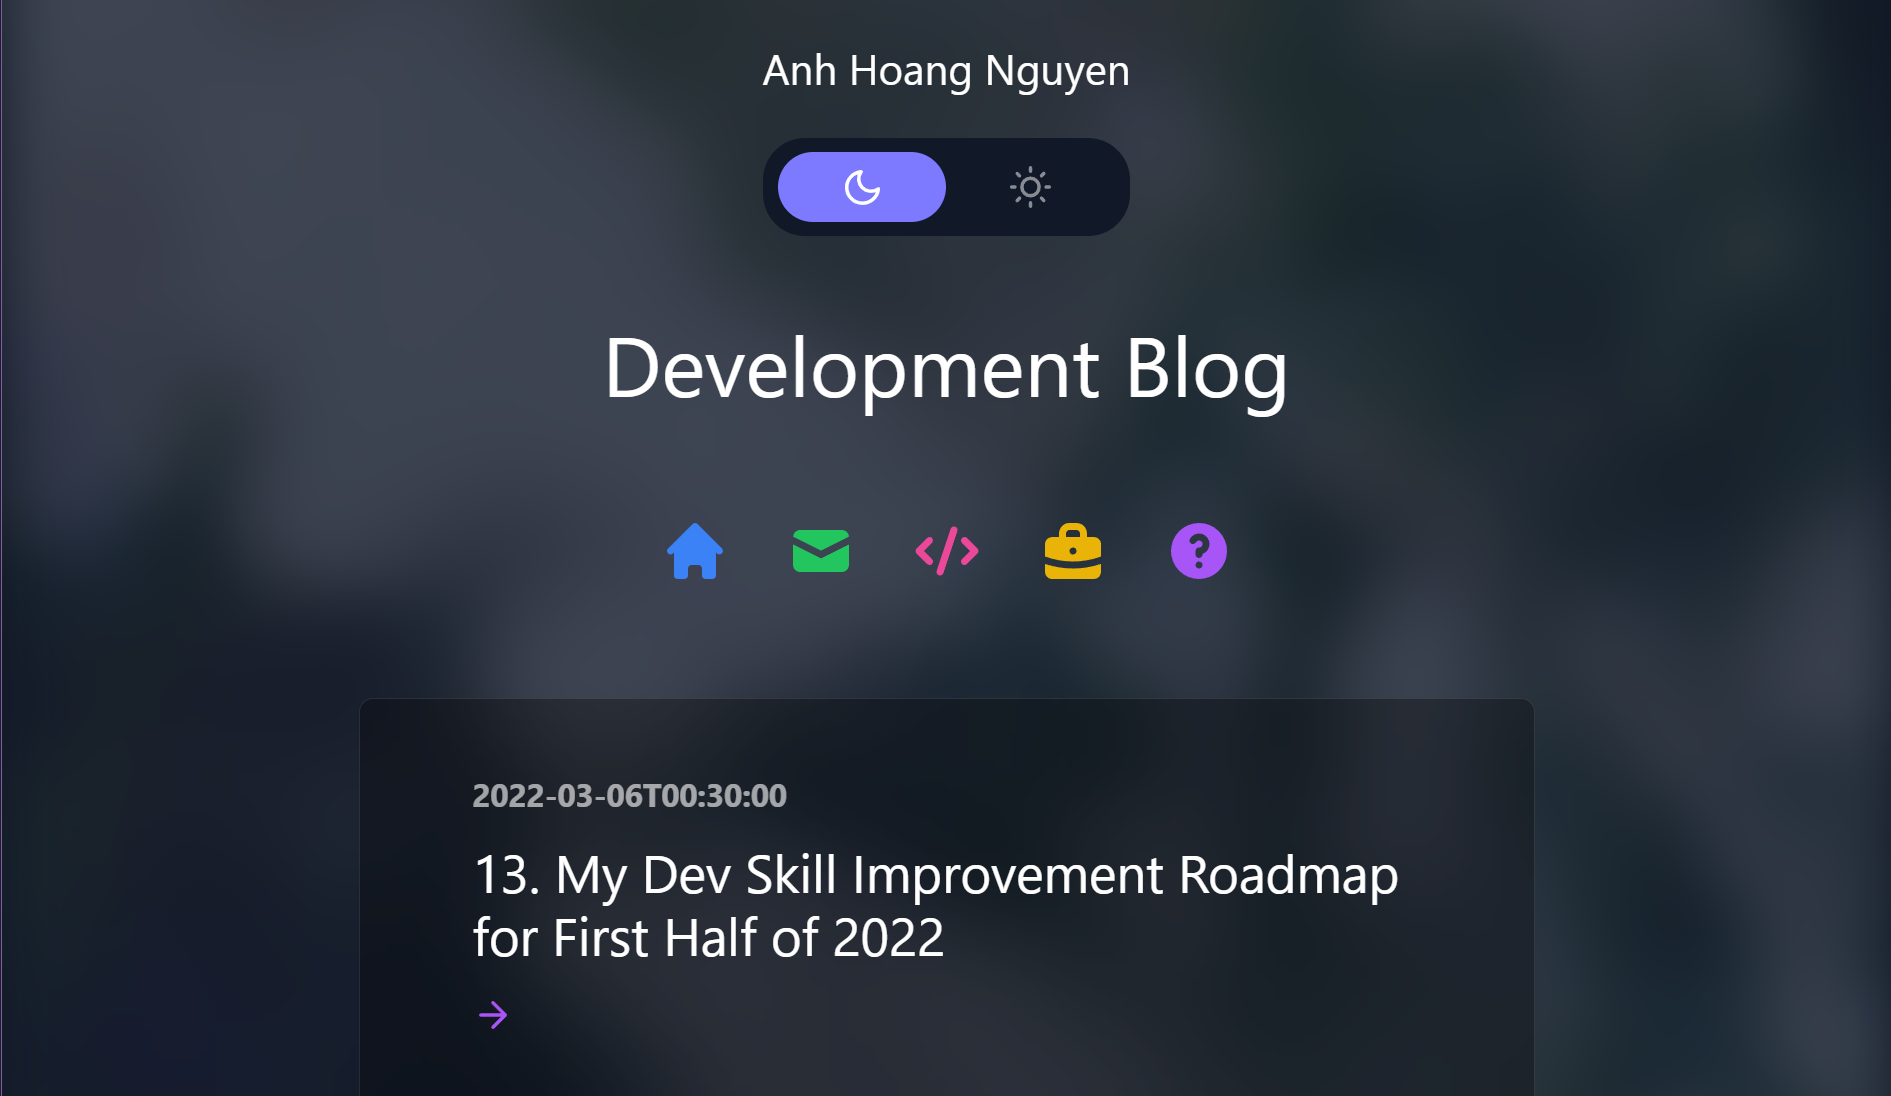 Anh Hoang Nguyen
Development Blog
2022-03-06T00:30:00
13. My Dev Skill Improvement Roadmap
for First Half of 2022